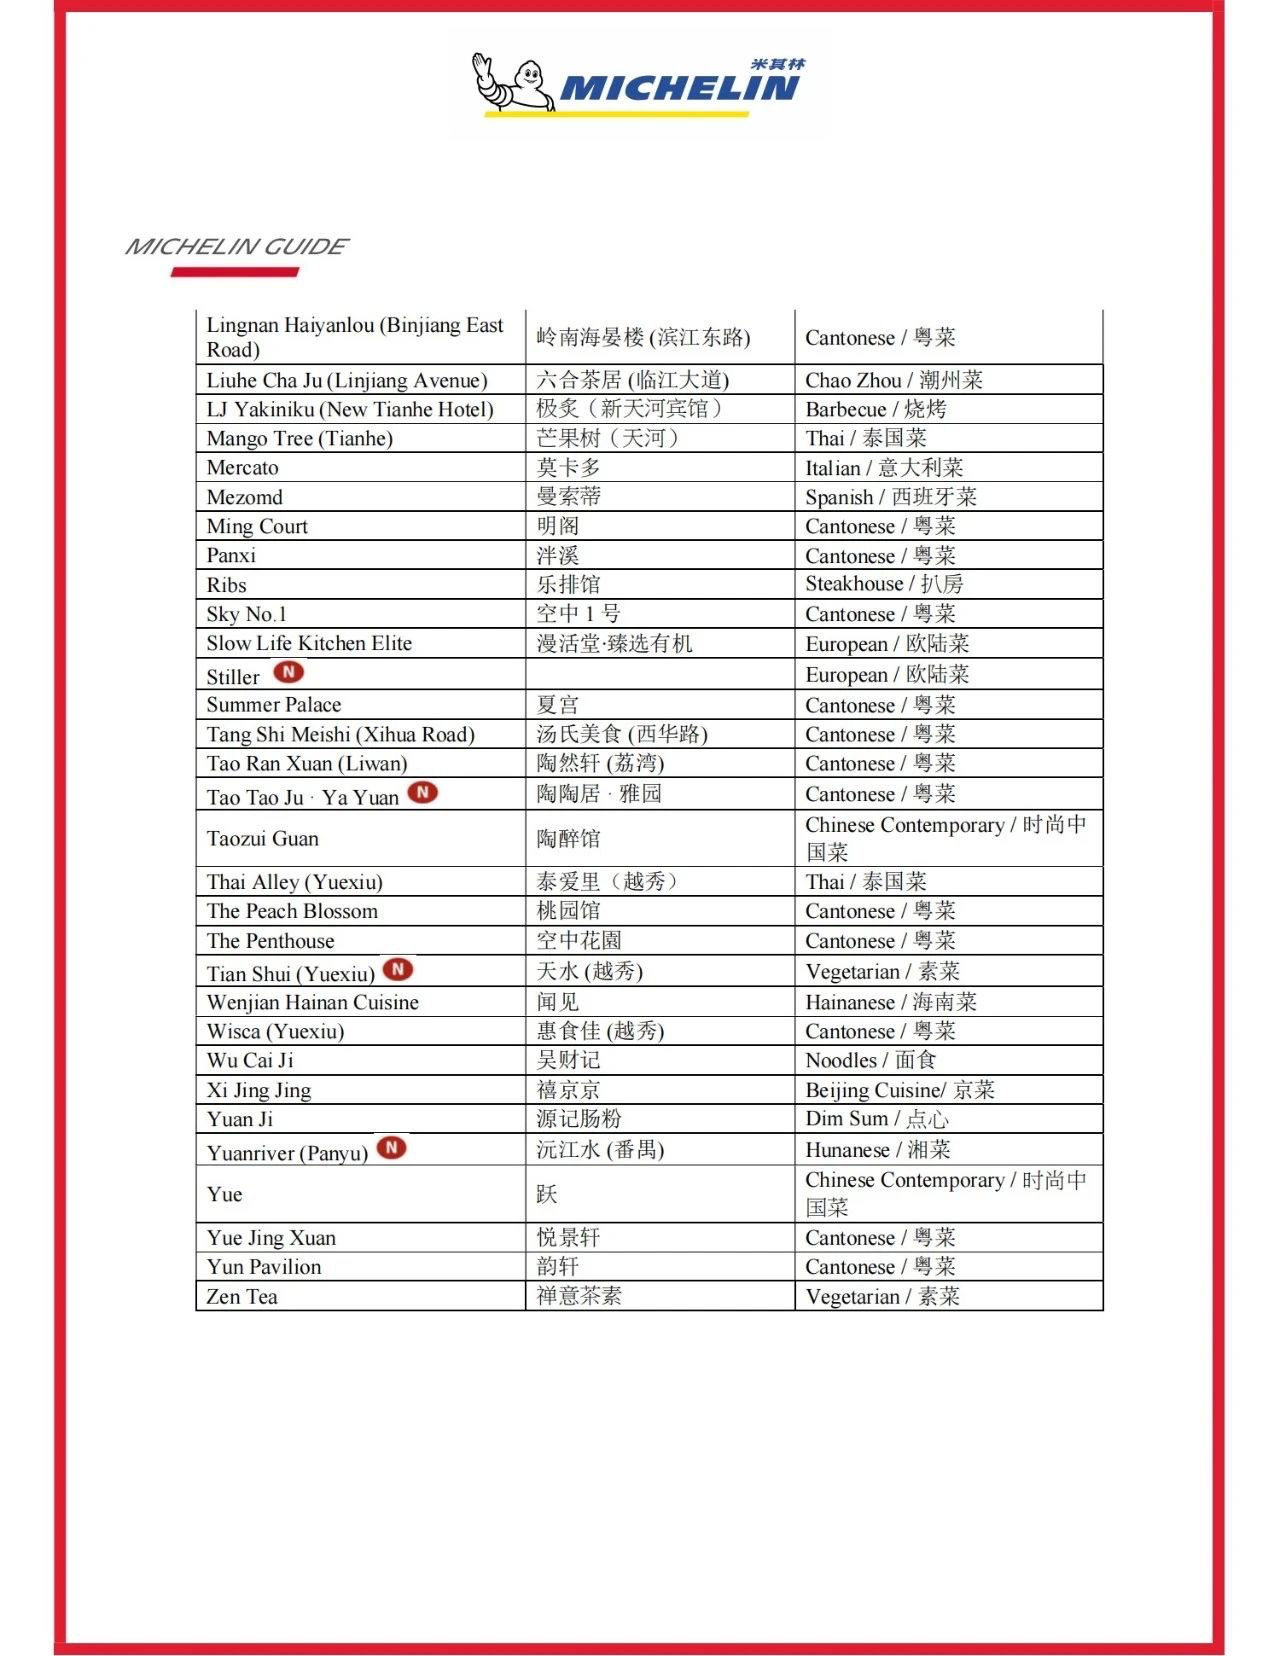 米其林
MICHELIN
MICHELIN GUIDE
Lingnan Haiyanlou (Binjiang East
Road)
岭南海晏楼 (滨江东路)
Cantonese / 粤菜
Liuhe Cha Ju (Linjiang Avenue)
六合茶居 (临江大道)
Chao Zhou / 潮州菜
LJ Yakiniku (New Tianhe Hotel)
极炙（新天河宾馆）
Barbecue / 烧烤
Mango Tree (Tianhe)
芒果树（天河）
Thai / 泰国菜
Mercato
莫卡多
Italian / 意大利菜
Mezomd
曼索蒂
Spanish / 西班牙菜
Ming Court
明阁
Cantonese / 粤菜
Panxi
泮溪
Cantonese / 粤菜
Ribs
乐排馆
Steakhouse / 扒房
Sky No.1
空中 1 号
Cantonese / 粤菜
Slow Life Kitchen Elite
漫活堂·臻选有机
European / 欧陆菜
Stiller N
European / 欧陆菜
Summer Palace
夏宫
Cantonese / 粤菜
Tang Shi Meishi (Xihua Road)
汤氏美食 (西华路)
Cantonese / 粤菜
Tao Ran Xuan (Liwan)
陶然轩 (荔湾)
Cantonese / 粤菜
Tao Tao Ju · Ya Yuan N
陶陶居 · 雅园
Cantonese / 粤菜
Taozui Guan
陶醉馆
Chinese Contemporary / 时尚中
国菜
Thai Alley (Yuexiu)
泰爱里（越秀）
Thai / 泰国菜
The Peach Blossom
桃园馆
Cantonese / 粤菜
The Penthouse
空中花園
Cantonese / 粤菜
Tian Shui (Yuexiu) N
天水 (越秀)
Vegetarian / 素菜
Wenjian Hainan Cuisine
闻见
Hainanese / 海南菜
Wisca (Yuexiu)
惠食佳 (越秀)
Cantonese / 粤菜
Wu Cai Ji
吴财记
Noodles / 面食
Xi Jing Jing
禧京京
Beijing Cuisine/ 京菜
Yuan Ji
源记肠粉
Dim Sum / 点心
Yuanriver (Panyu) N
沅江水 (番禺)
Hunanese / 湘菜
Yue
跃
Chinese Contemporary / 时尚中
国菜
Yue Jing Xuan
悦景轩
Cantonese / 粤菜
Yun Pavilion
韵轩
Cantonese / 粤菜
Zen Tea
禅意茶素
Vegetarian / 素菜